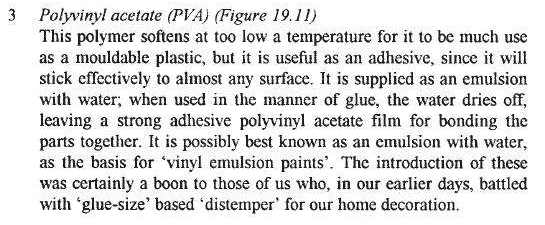 3 Polyvinyl acetate (PVA) (Figure 19.11)
This polymer softens at too low a temperature for it to be much use
as a mouldable plastic, but it is useful as an adhesive, since it will
stick effectively to almost any surface. It is supplied as an emulsion
with water; when used in the manner of glue, the water dries off,
leaving a strong adhesive polyvinyl acetate film for bonding the
parts together. It is possibly best known as an emulsion with water,
as the basis for ‘vinyl emulsion paints’. The introduction of these
was certainly a boon to those of us who, in our earlier days, battled
with ‘glue-size’ based ‘distemper’ for our home decoration.